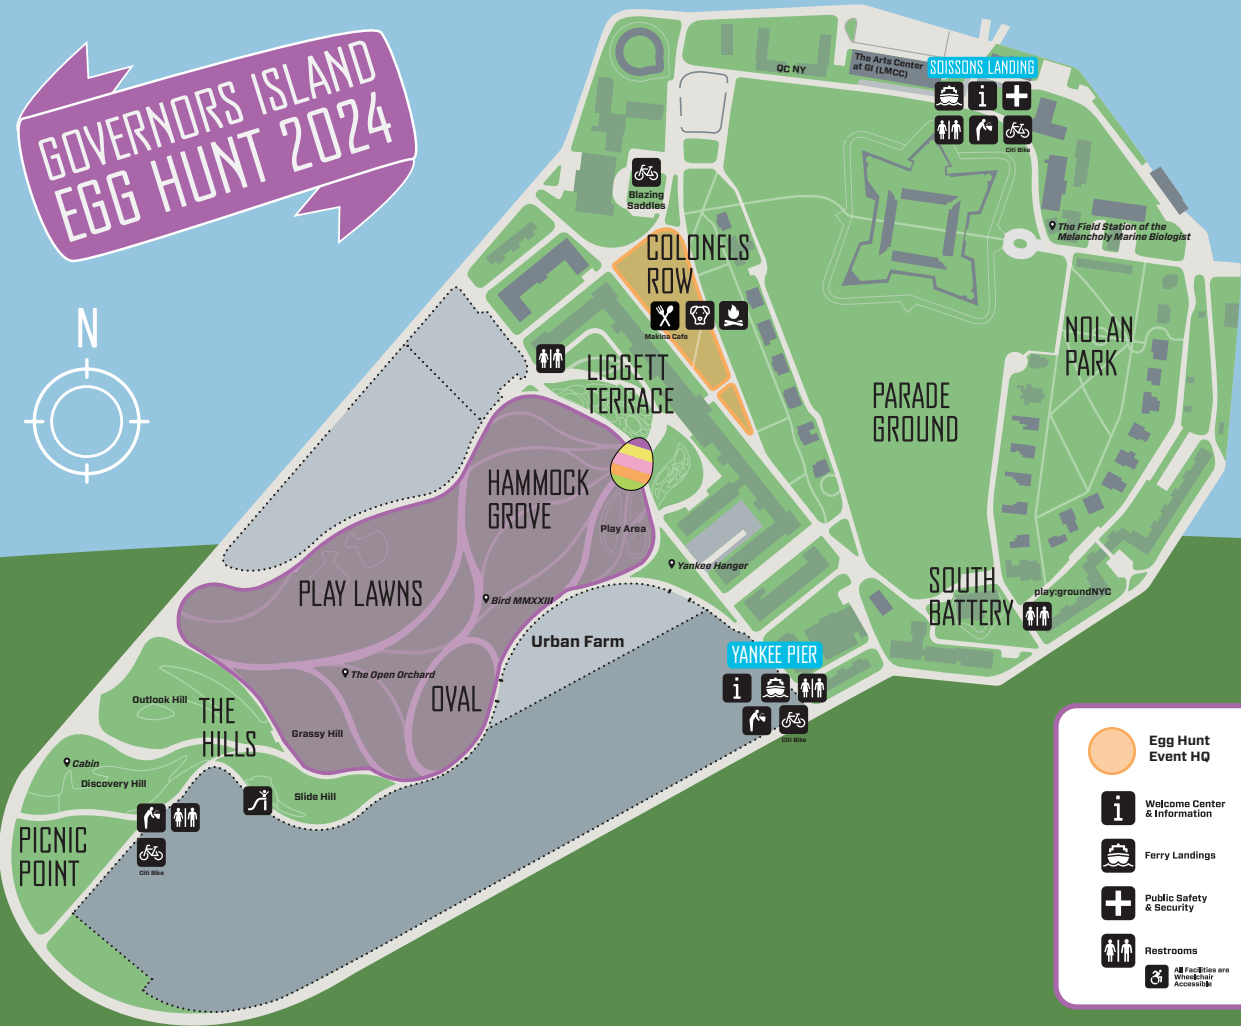 GOVERNORS ISLAND
EGG HUNT 2024
N
QC NY
The Arts Center
at GI (LMCC)
SOISSONS LANDING
Citi Bike
Blazing
Saddles
The Field Station of the
Melancholy Marine Biologist
COLONELS
ROW
Makina Cafe
NOLAN
PARK
LIGGETT
TERRACE
PARADE
GROUND
HAMMOCK
GROVE
Play Area
Yankee Hanger
PLAY LAWNS
Bird MMXXIII
SOUTH
BATTERY
play:groundNYC
Urban Farm
YANKEE PIER
Citi Bike
The Open Orchard
OVAL
Outlook Hill
THE
HILLS
Grassy Hill
Cabin
Discovery Hill
Slide Hill
PICNIC
POINT
Citi Bike
Egg Hunt
Event HQ
i
Welcome Center
& Information
Ferry Landings
Public Safety
& Security
Restrooms
All Facilities are
Wheelchair
Accessible